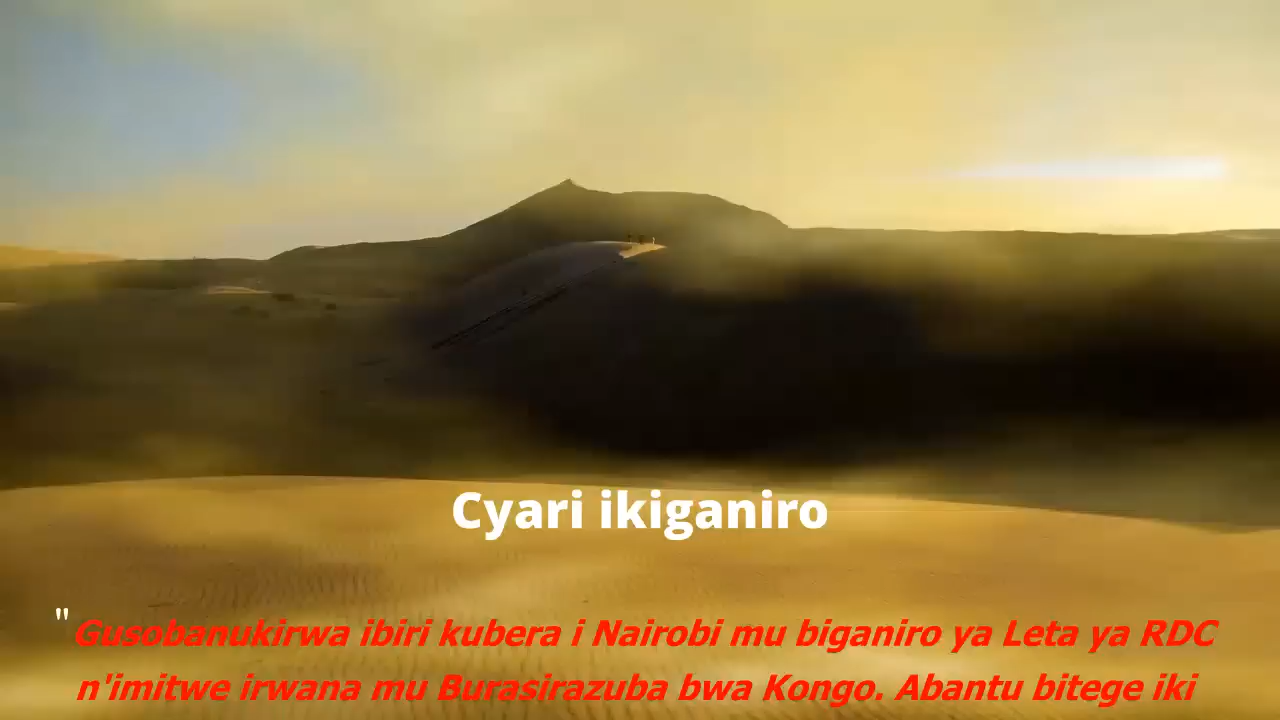 Cyari ikiganiro
" Gusobanukirwa ibiri kubera i Nairobi mu biganiro ya Leta ya RDC
n'imitwe irwana mu Burasirazuba bwa Kongo. Abantu bitege iki